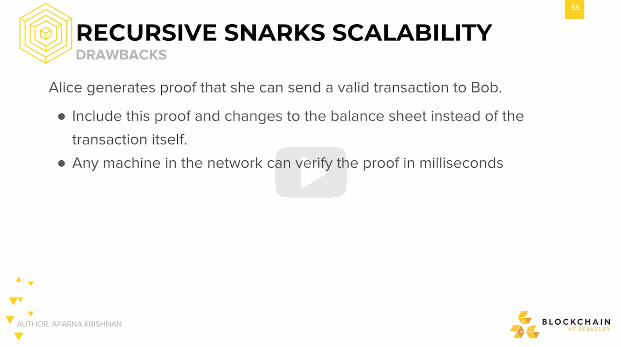 55
RECURSIVE SNARKS SCALABILITY
DRAWBACKS
Alice generates proof that she can send a valid transaction to Bob.
● Include this proof and changes to the balance sheet instead of the
transaction itself.
● Any machine in the network can verify the proof in milliseconds
AUTHOR: APARNA KRISHNAN
BLOCKCHAIN
AT BERKELEY